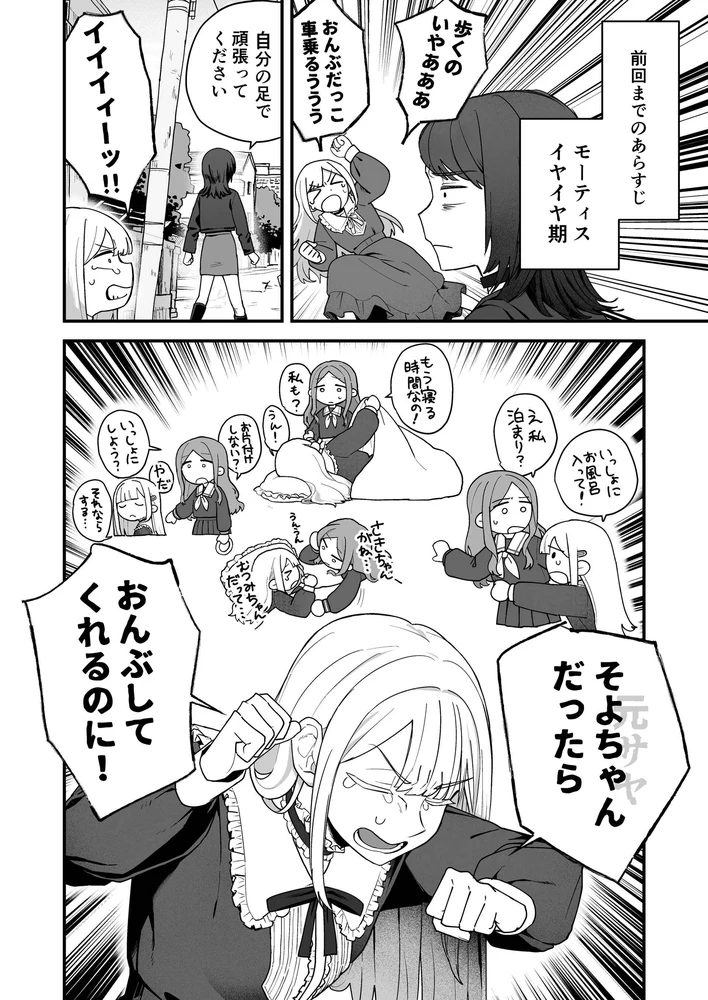 前回までのあらすじ
モーティス
イヤイヤ期
歩くの
いやあああ
おんぶだっこ
車乗るううう
自分の足で
頑張って
ください
イイイィーッ!!
いっしょに
お風呂
入って!
え 私
泊まり?
もう寝る
時間なの!
私も?
うん!
お片付け
しない?
やだ
いっしょに
しよう?
それなら
する…
さきちゃん
がね…
うんうん
むつみちゃん
だって…
元サヤ
そよちゃん
だったら
おんぶして
くれるのに!